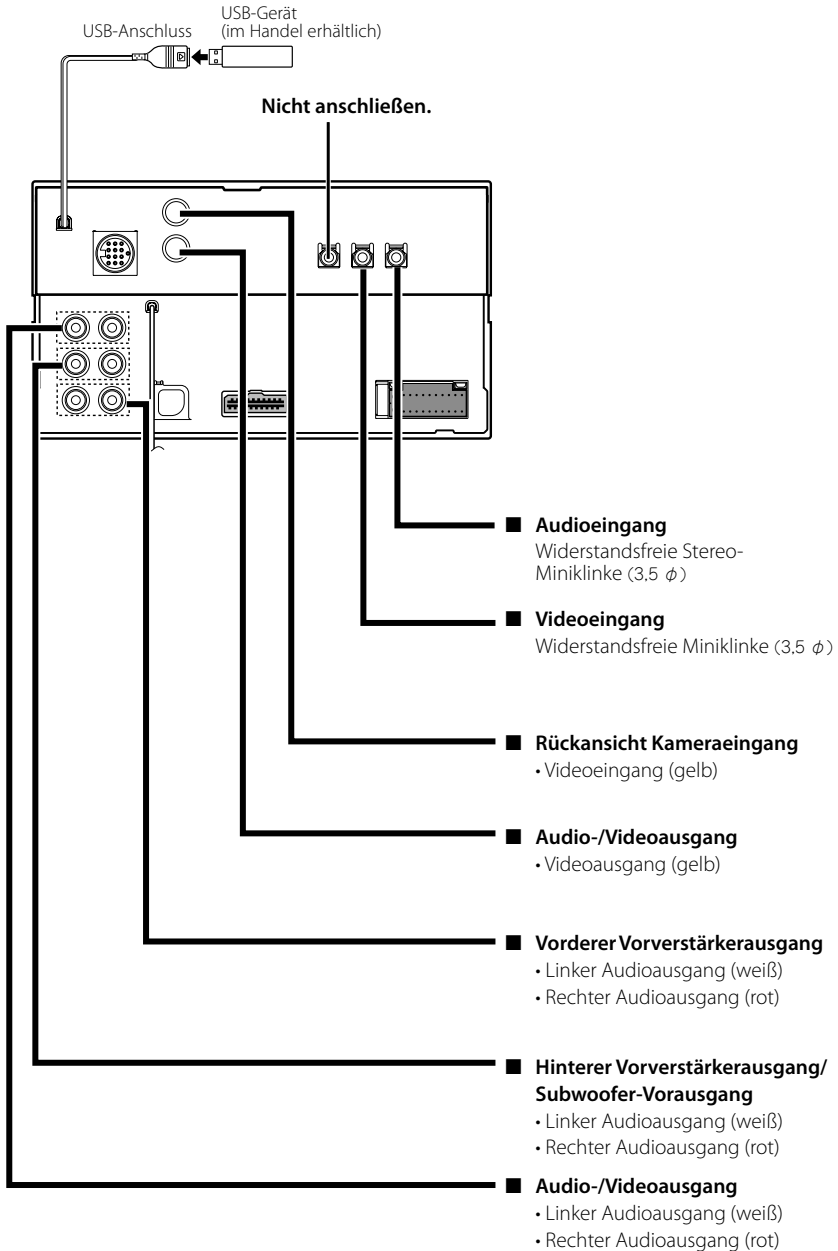 USB-Anschluss
USB-Gerät
(im Handel erhältlich)
Nicht anschließen.
■ Audioeingang
Widerstandsfreie Stereo-
Miniklinke (3,5 φ)
■ Videoeingang
Widerstandsfreie Miniklinke (3,5 φ)
■ Rückansicht Kameraeingang
• Videoeingang (gelb)
■ Audio-/Videoausgang
• Videoausgang (gelb)
■ Vorderer Vorverstärkerausgang
• Linker Audioausgang (weiß)
• Rechter Audioausgang (rot)
■ Hinterer Vorverstärkerausgang/
Subwoofer-Vorausgang
• Linker Audioausgang (weiß)
• Rechter Audioausgang (rot)
■ Audio-/Videoausgang
• Linker Audioausgang (weiß)
• Rechter Audioausgang (rot)